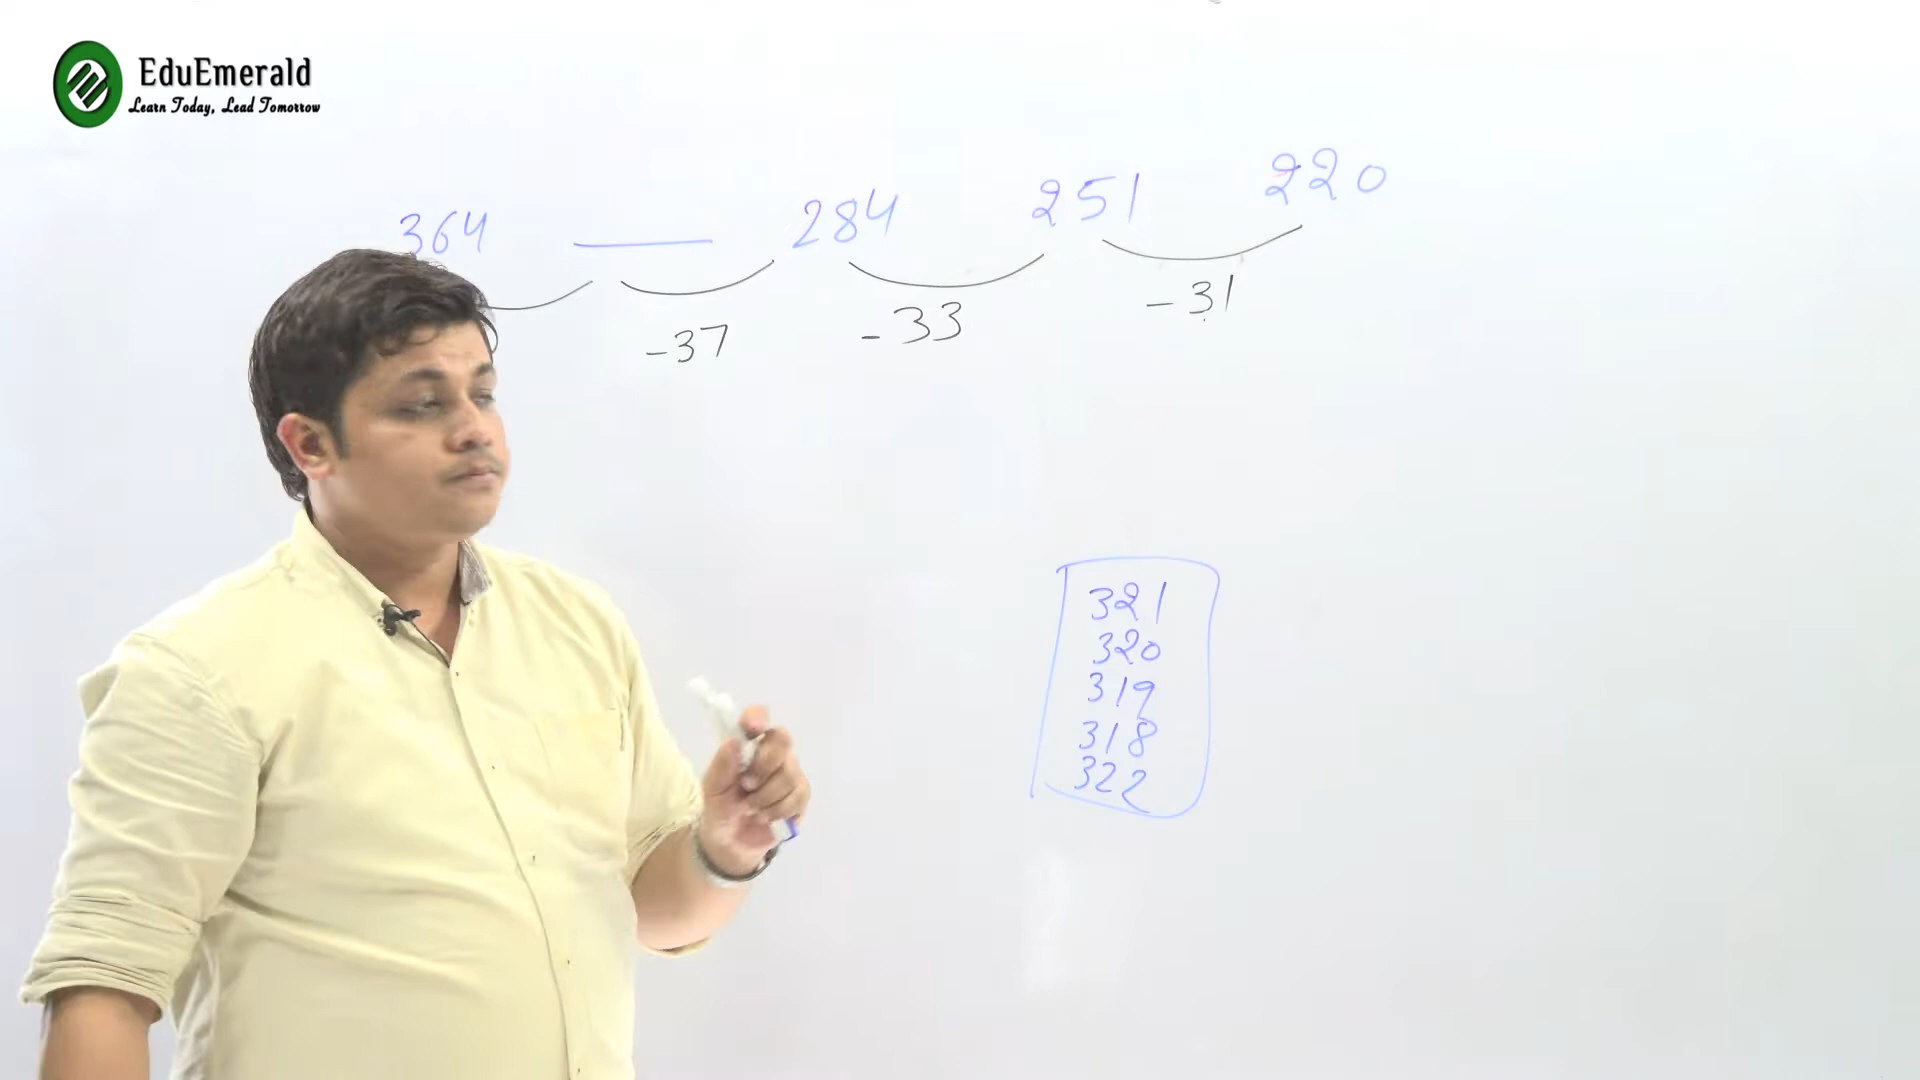 EduEmerald
Learn Today, Lead Tomorrow
364 ____ 284 251 220
-37 -33 -31
321
320
319
318
322